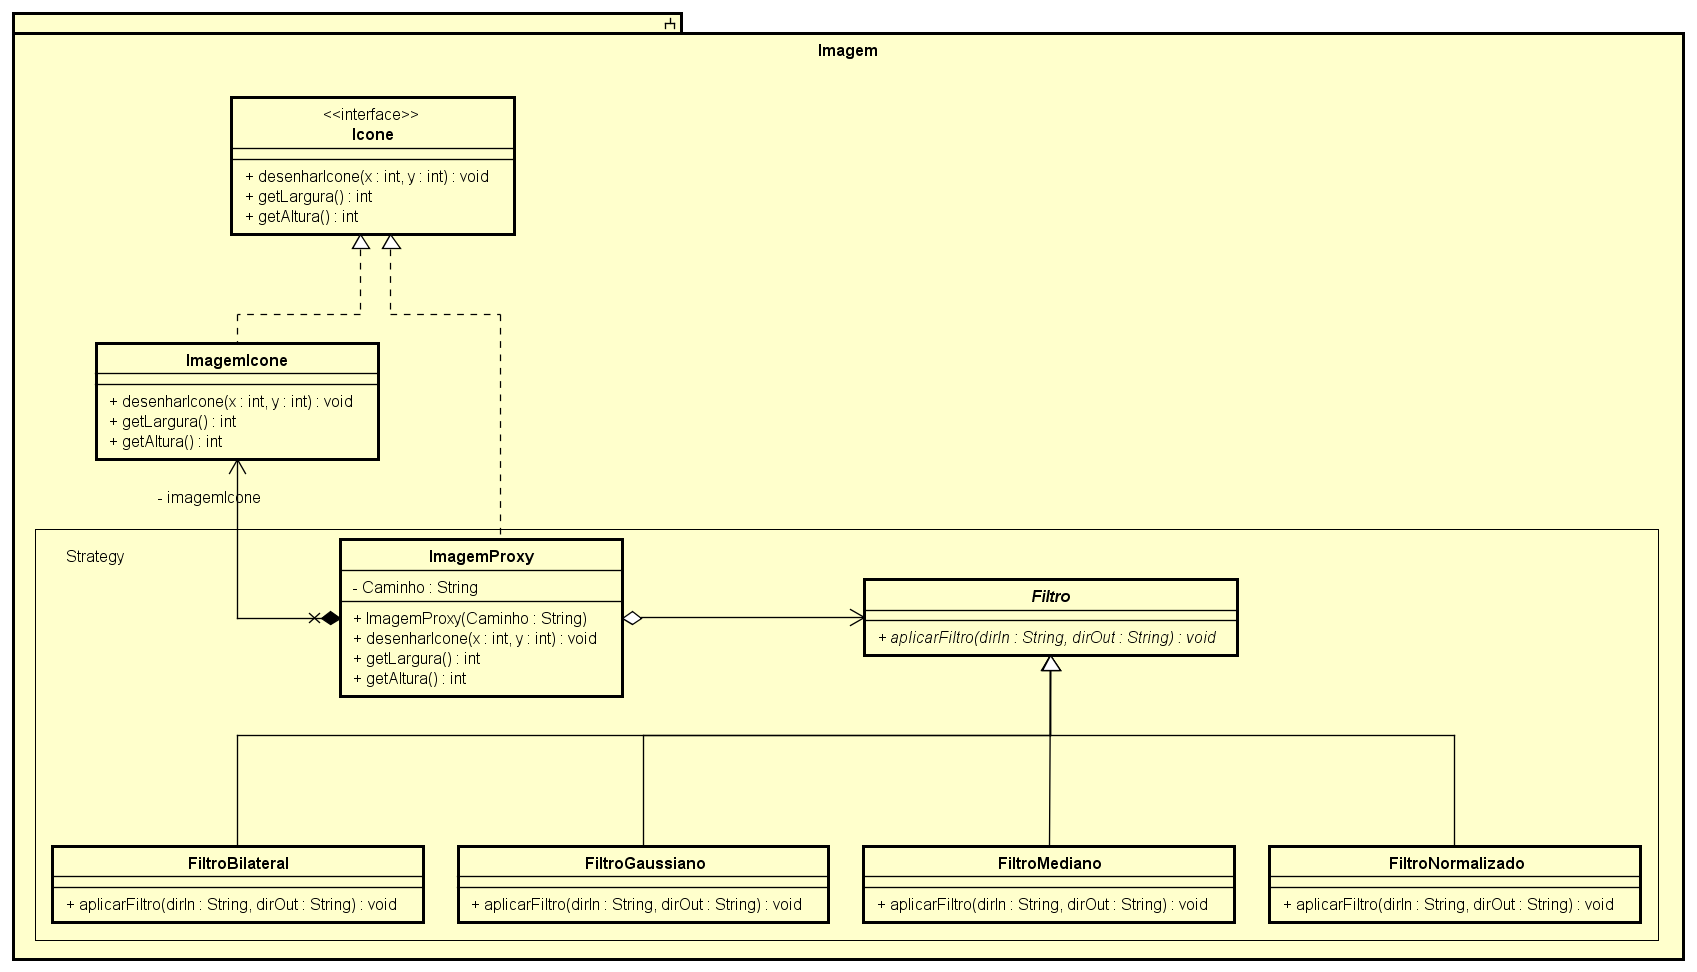 Imagem
<<interface>>
Icone
+ desenharIcone(x : int, y : int) : void
+ getLargura() : int
+ getAltura() : int
ImagemIcone
+ desenharIcone(x : int, y : int) : void
+ getLargura() : int
+ getAltura() : int
- imagemIcone
Strategy
ImagemProxy
- Caminho : String
+ ImagemProxy(Caminho : String)
+ desenharIcone(x : int, y : int) : void
+ getLargura() : int
+ getAltura() : int
Filtro
+ aplicarFiltro(dirIn : String, dirOut : String) : void
FiltroBilateral
+ aplicarFiltro(dirIn : String, dirOut : String) : void
FiltroGaussiano
+ aplicarFiltro(dirIn : String, dirOut : String) : void
FiltroMediano
+ aplicarFiltro(dirIn : String, dirOut : String) : void
FiltroNormalizado
+ aplicarFiltro(dirIn : String, dirOut : String) : void